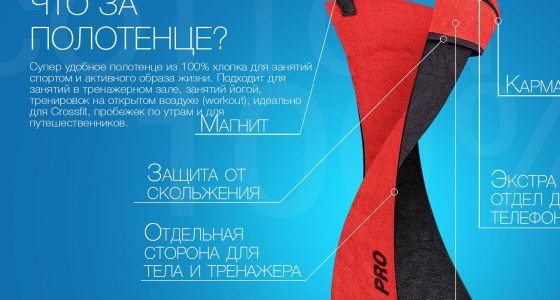 ЧТО ЗА
ПОЛОТЕНЦЕ?
Супер удобное полотенце из 100% хлопка для занятий
спортом и активного образа жизни. Подходит для
занятий в тренажерном зале, занятий йогой,
тренировок на открытом воздухе (workout), идеально
для Crossfit, пробежек по утрам и для
путешественников.
Магнит
Карма
Защита от
скольжения
Экстра
отдел д
телефон
Отдельная
сторона для
тела и тренажера
PRO